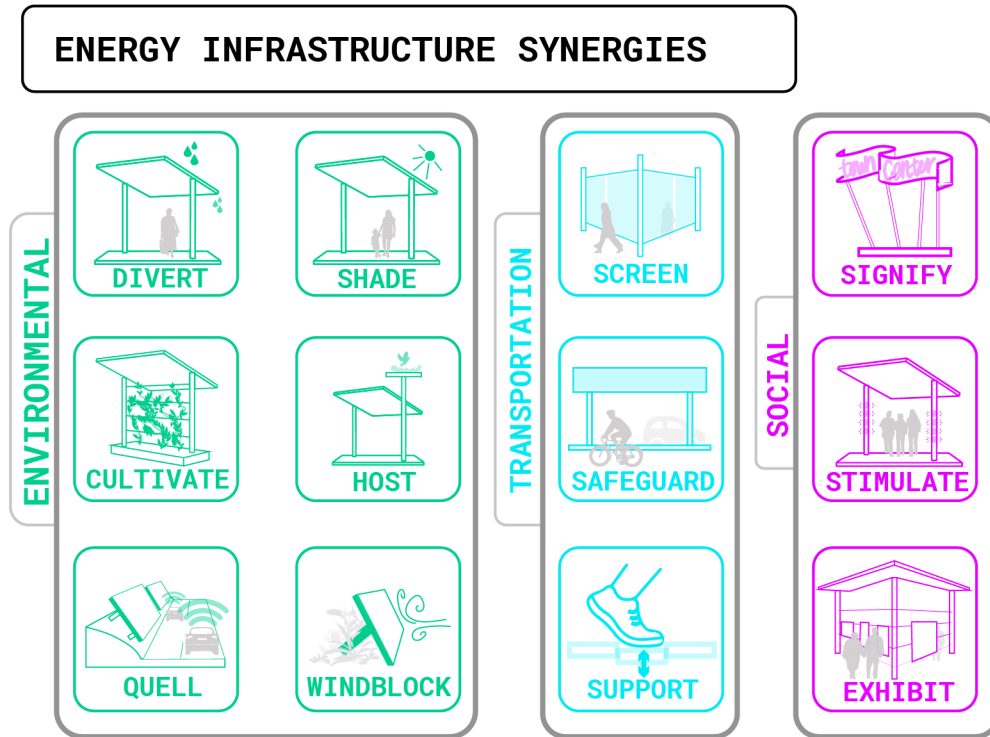 ENERGY INFRASTRUCTURE SYNERGIES
ENVIRONMENTAL
DIVERT
SHADE
CULTIVATE
HOST
QUELL
WINDBLOCK
TRANSPORTATION
SCREEN
SAFEGUARD
SUPPORT
SOCIAL
town Center
SIGNIFY
STIMULATE
EXHIBIT